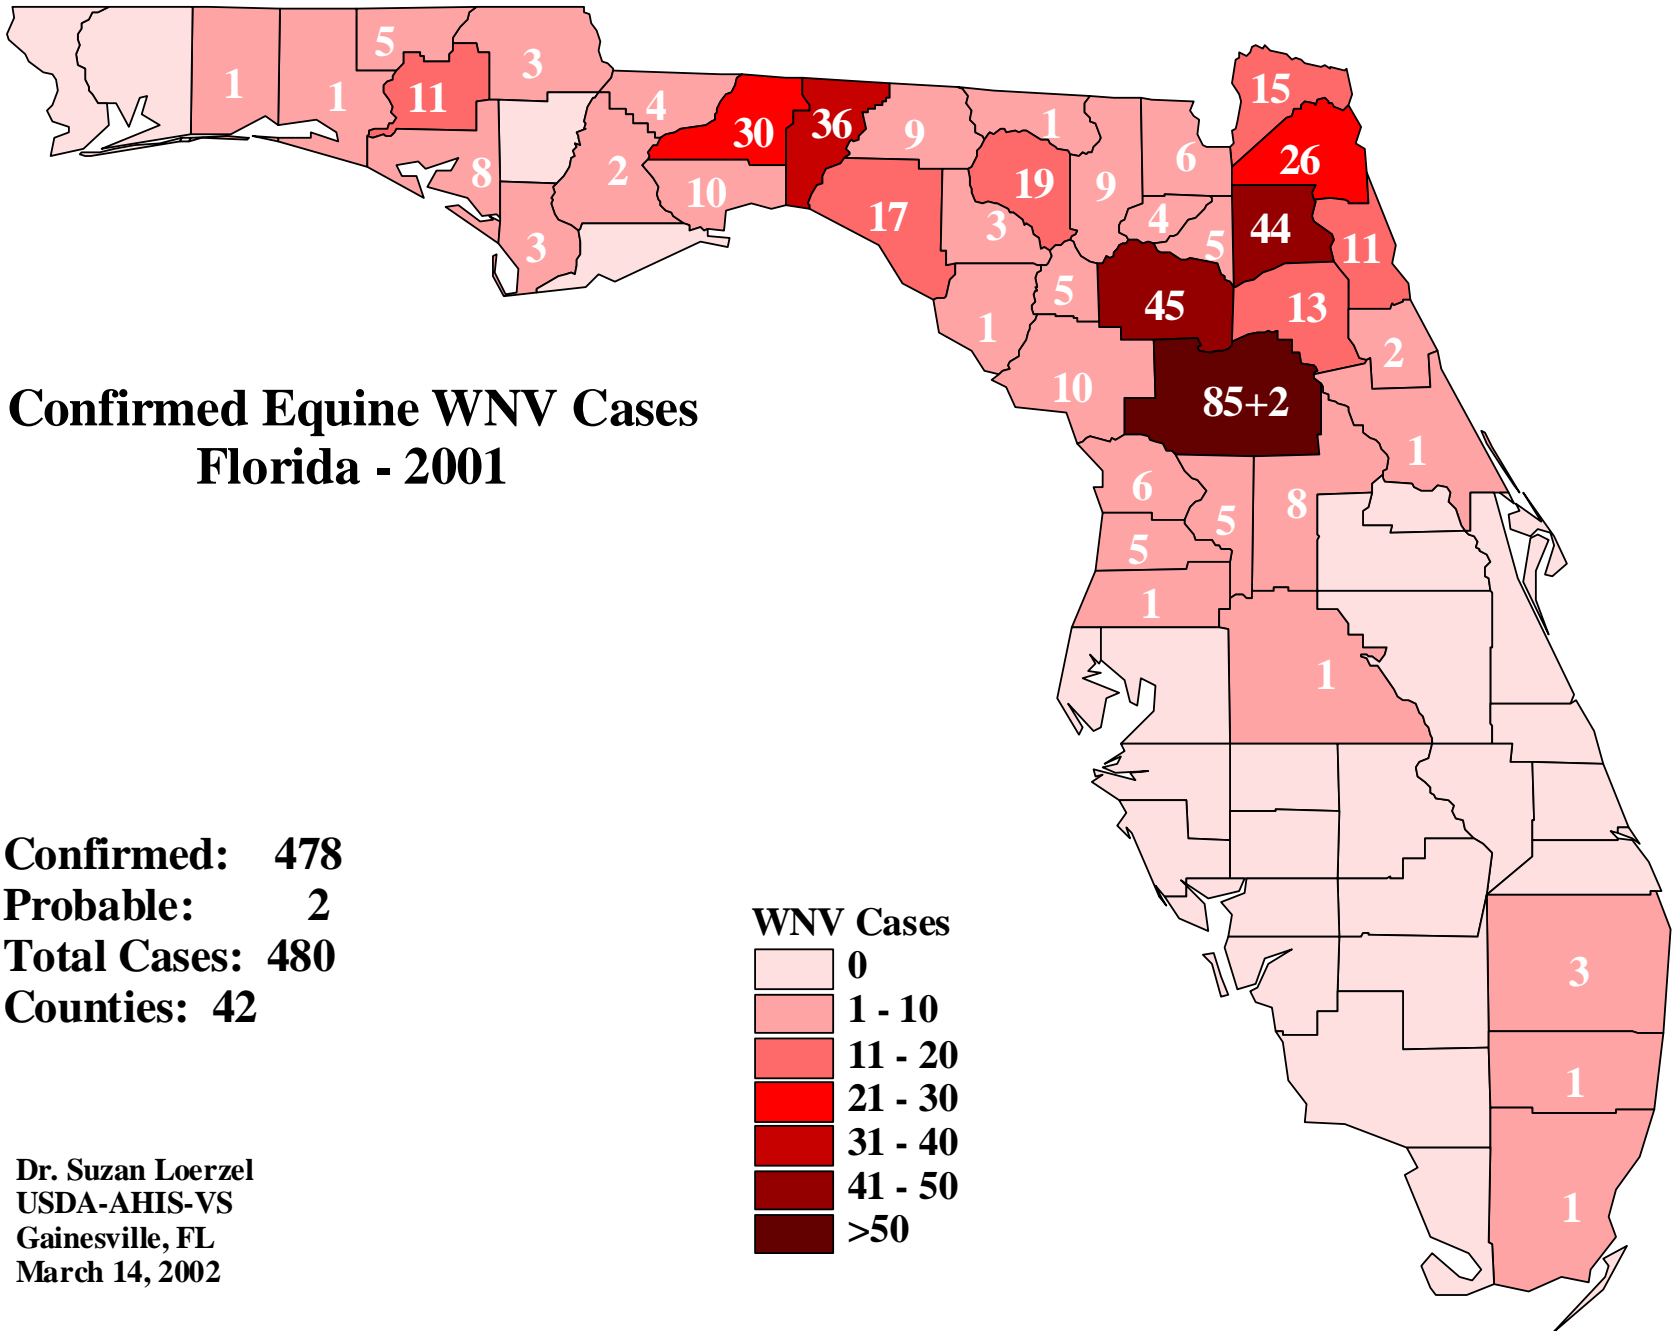 5
3
1
1
11
4
30
36
9
1
15
6
26
8
2
10
19
9
17
3
4
5
44
11
3
5
45
13
1
2
10
85+2
Confirmed Equine WNV Cases
Florida - 2001
1
6
5
8
5
1
1
Confirmed: 478
Probable: 2
Total Cases: 480
Counties: 42
WNV Cases
0
1 - 10
11 - 20
21 - 30
31 - 40
41 - 50
>50
3
1
1
Dr. Suzan Loerzel
USDA-AHIS-VS
Gainesville, FL
March 14, 2002